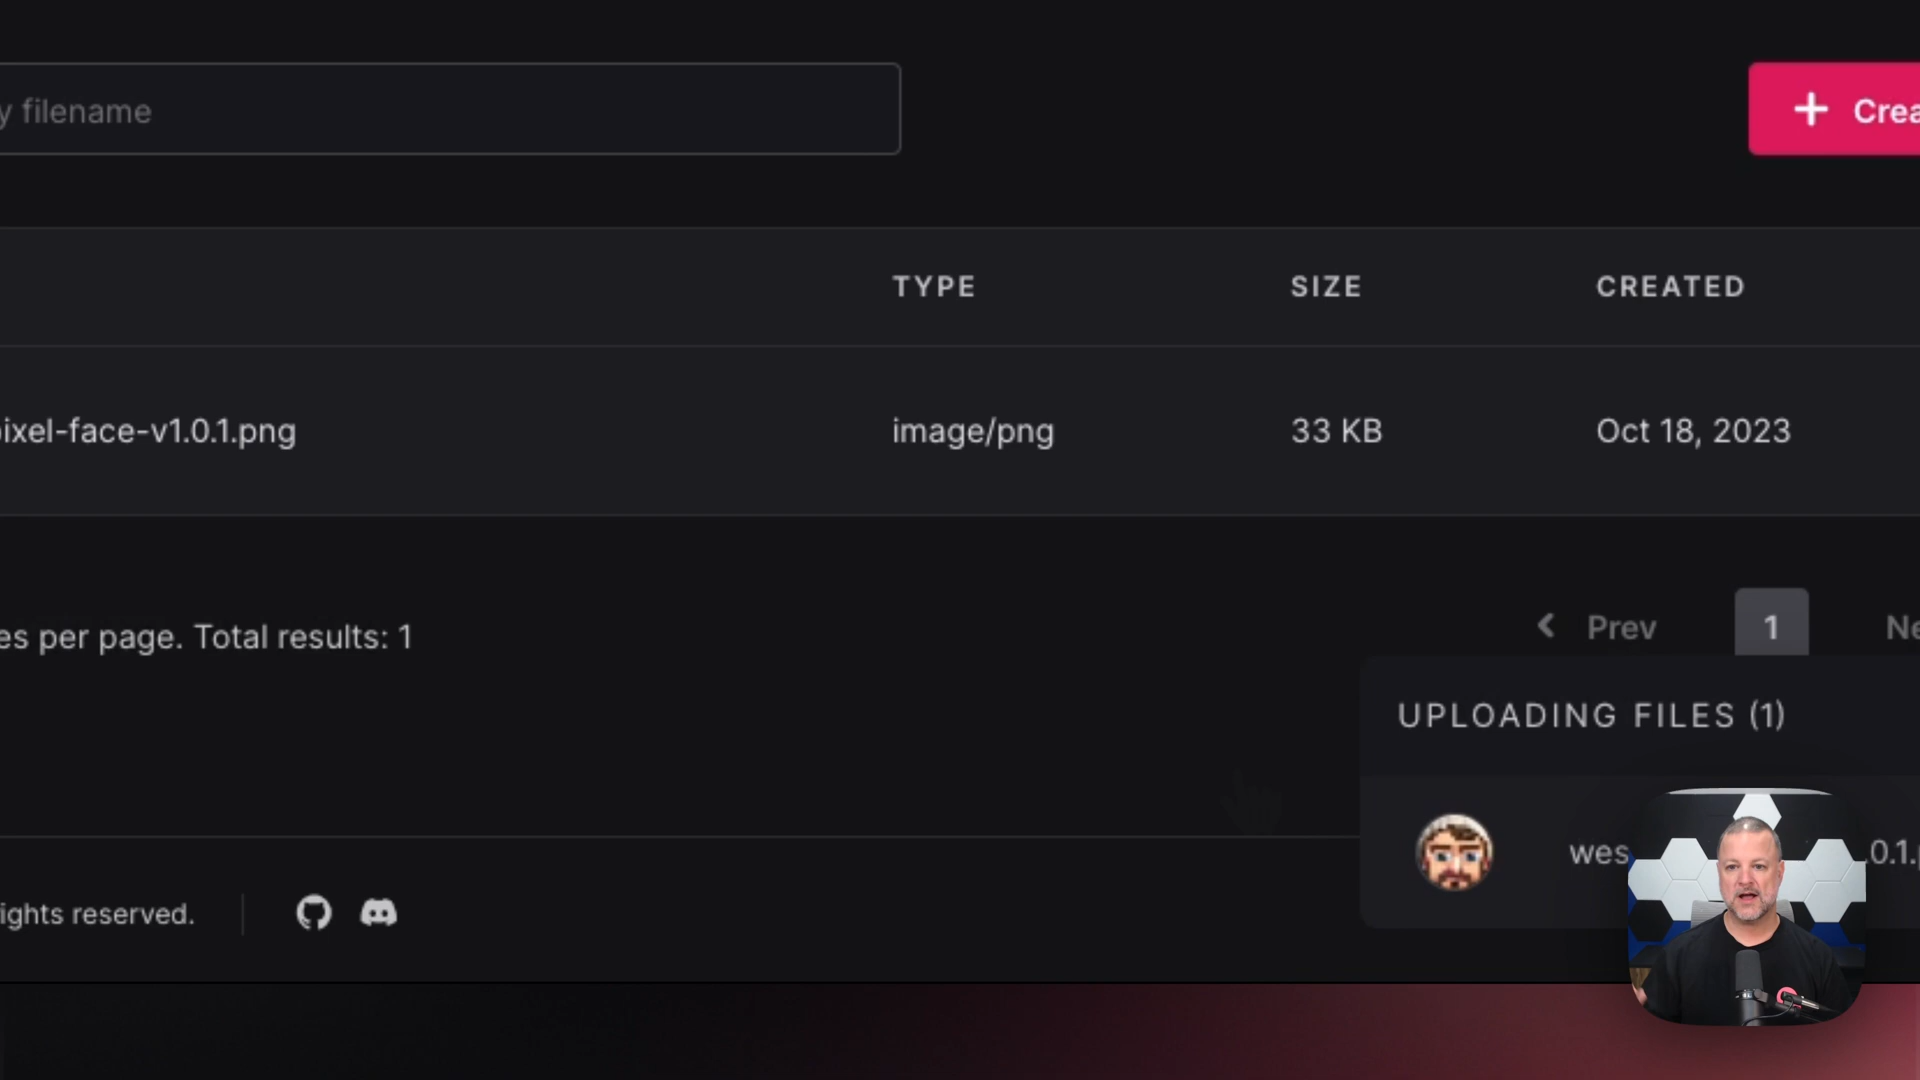 y filename
+ Crea
TYPE SIZE CREATED
ixel-face-v1.0.1.png image/png 33 KB Oct 18, 2023
es per page. Total results: 1
Prev 1 Ne
UPLOADING FILES (1)
wes .0.1.
ights reserved.